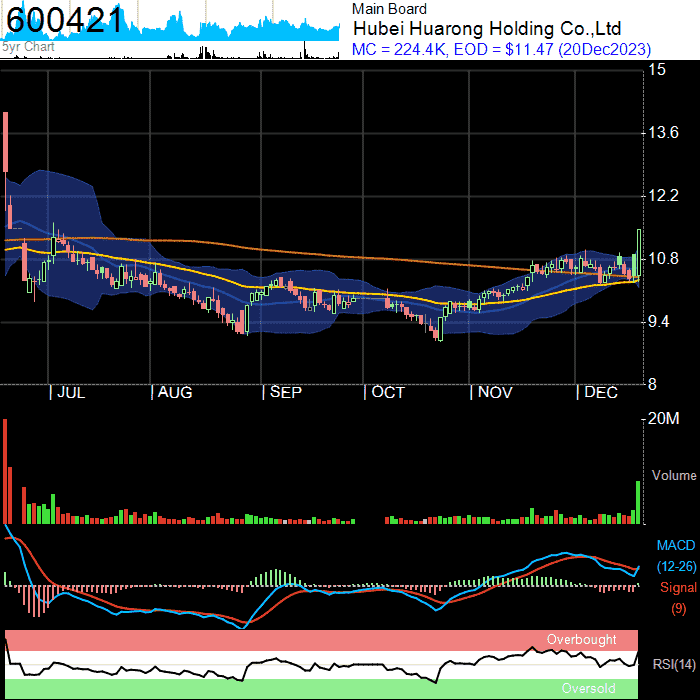 600421
5yr Chart
Main Board
Hubei Huarong Holding Co.,Ltd
MC = 224.4K, EOD = $11.47 (20Dec2023)
15
13.6
12.2
10.8
9.4
8
| JUL | AUG | SEP | OCT | NOV | DEC
20M
Volume
MACD
(12-26)
Signal
(9)
Overbought
RSI(14)
Oversold